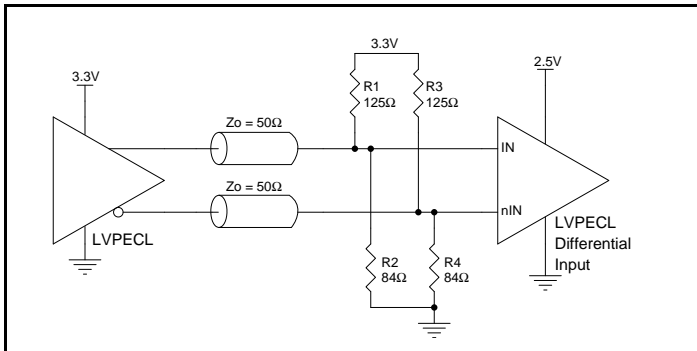 3.3V
3.3V
2.5V
R1
125Ω
R3
125Ω
Zo = 50Ω
IN
Zo = 50Ω
nIN
LVPECL
LVPECL
Differential
Input
R2
84Ω
R4
84Ω